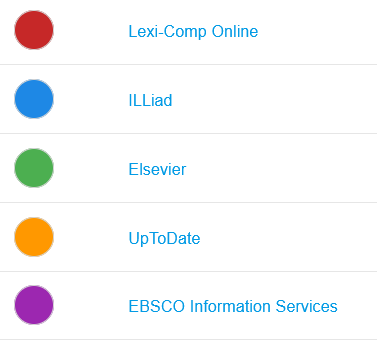 Lexi-Comp Online
ILLiad
Elsevier
UpToDate
EBSCO Information Services